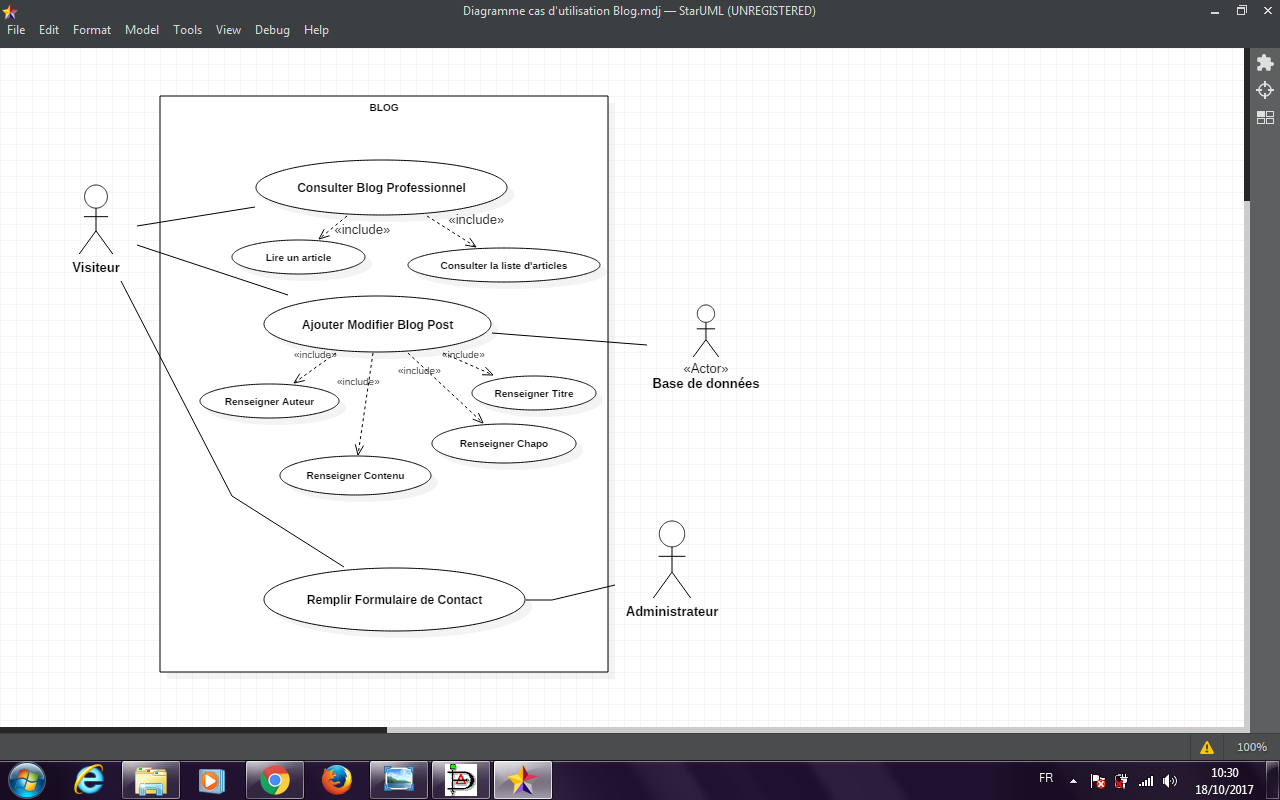 Diagramme cas d'utilisation Blog.mdj — StarUML (UNREGISTERED)
File Edit Format Model Tools View Debug Help
BLOG
Consulter Blog Professionnel
«include»
«include»
Lire un article
Consulter la liste d'articles
Visiteur
Ajouter Modifier Blog Post
«include»
«include»
«include»
«include»
«Actor»
Base de données
Renseigner Titre
Renseigner Auteur
Renseigner Chapo
Renseigner Contenu
Remplir Formulaire de Contact
Administrateur
100%
FR
10:30
18/10/2017